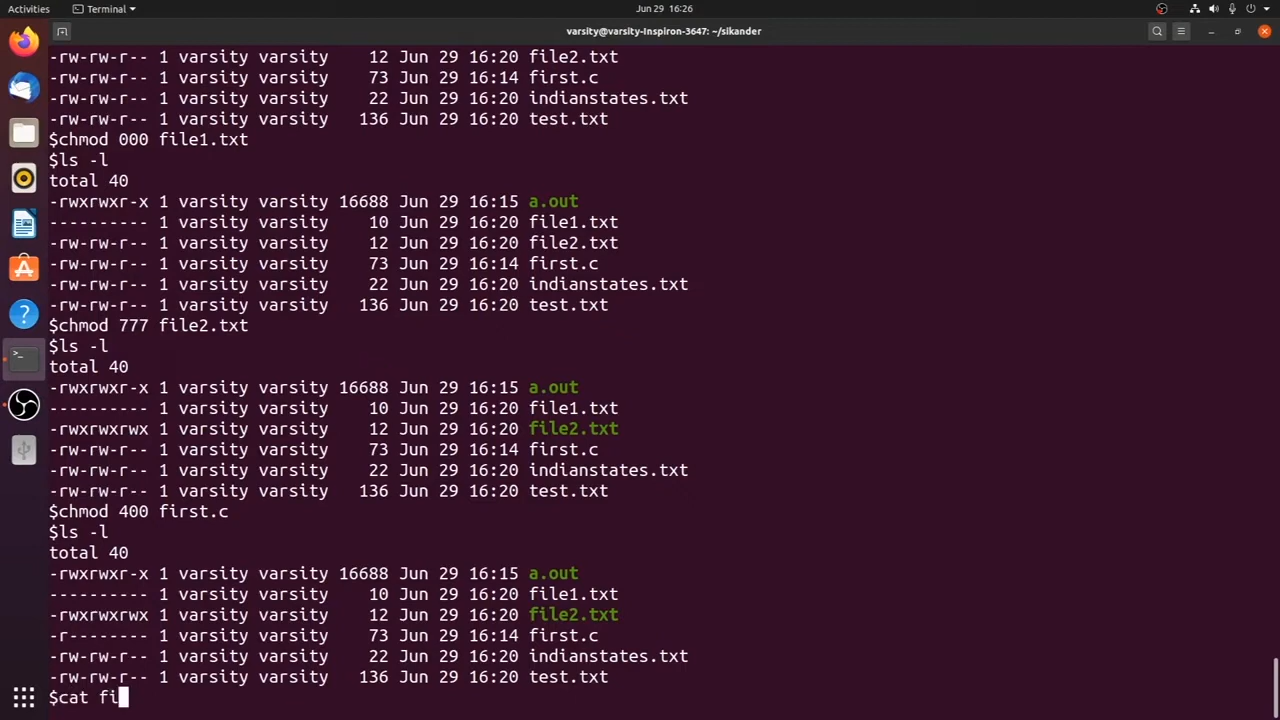 Activities
Terminal
Jun 29 16:26
varsity@varsity-Inspiron-3647: ~/sikander
-rw-rw-r-- 1 varsity varsity    12 Jun 29 16:20 file2.txt
-rw-rw-r-- 1 varsity varsity    73 Jun 29 16:14 first.c
-rw-rw-r-- 1 varsity varsity    22 Jun 29 16:20 indianstates.txt
-rw-rw-r-- 1 varsity varsity   136 Jun 29 16:20 test.txt
$chmod 000 file1.txt
$ls -l
total 40
-rwxrwxr-x 1 varsity varsity 16688 Jun 29 16:15 a.out
---------- 1 varsity varsity    10 Jun 29 16:20 file1.txt
-rw-rw-r-- 1 varsity varsity    12 Jun 29 16:20 file2.txt
-rw-rw-r-- 1 varsity varsity    73 Jun 29 16:14 first.c
-rw-rw-r-- 1 varsity varsity    22 Jun 29 16:20 indianstates.txt
-rw-rw-r-- 1 varsity varsity   136 Jun 29 16:20 test.txt
$chmod 777 file2.txt
$ls -l
total 40
-rwxrwxr-x 1 varsity varsity 16688 Jun 29 16:15 a.out
---------- 1 varsity varsity    10 Jun 29 16:20 file1.txt
-rwxrwxrwx 1 varsity varsity    12 Jun 29 16:20 file2.txt
-rw-rw-r-- 1 varsity varsity    73 Jun 29 16:14 first.c
-rw-rw-r-- 1 varsity varsity    22 Jun 29 16:20 indianstates.txt
-rw-rw-r-- 1 varsity varsity   136 Jun 29 16:20 test.txt
$chmod 400 first.c
$ls -l
total 40
-rwxrwxr-x 1 varsity varsity 16688 Jun 29 16:15 a.out
---------- 1 varsity varsity    10 Jun 29 16:20 file1.txt
-rwxrwxrwx 1 varsity varsity    12 Jun 29 16:20 file2.txt
-r-------- 1 varsity varsity    73 Jun 29 16:14 first.c
-rw-rw-r-- 1 varsity varsity    22 Jun 29 16:20 indianstates.txt
-rw-rw-r-- 1 varsity varsity   136 Jun 29 16:20 test.txt
$cat fi